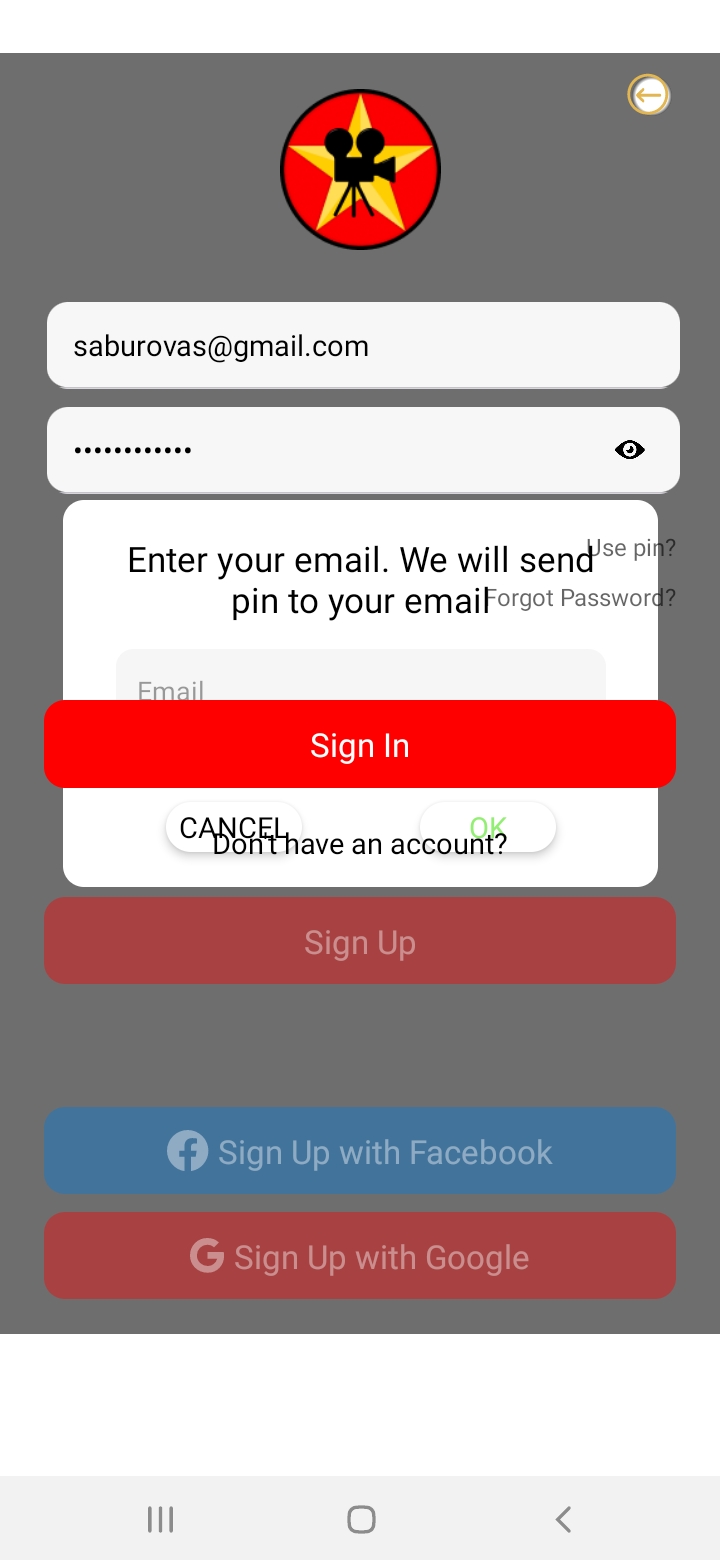 saburovas@gmail.com
••••••••••••
Enter your email. We will send
Use pin?
pin to your email
Forgot Password?
Email
Sign In
CANCEL
OK
Don't have an account?
Sign Up
Sign Up with Facebook
Sign Up with Google